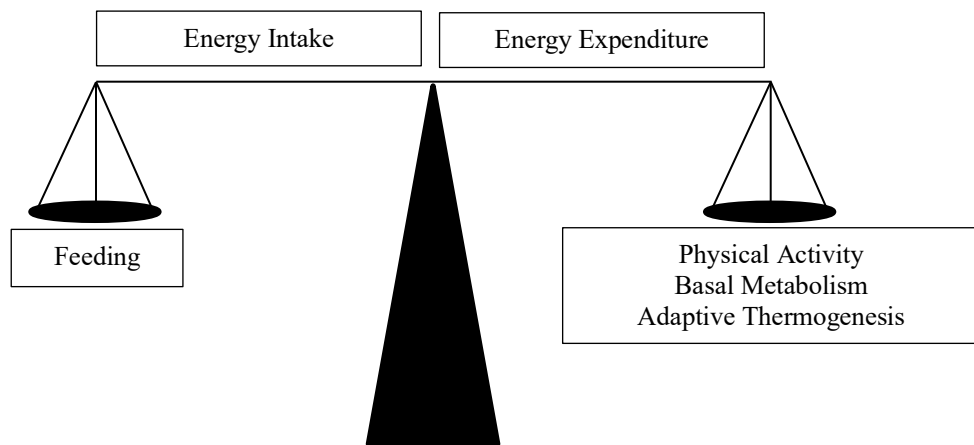 Energy Intake
Energy Expenditure
Feeding
Physical Activity
Basal Metabolism
Adaptive Thermogenesis